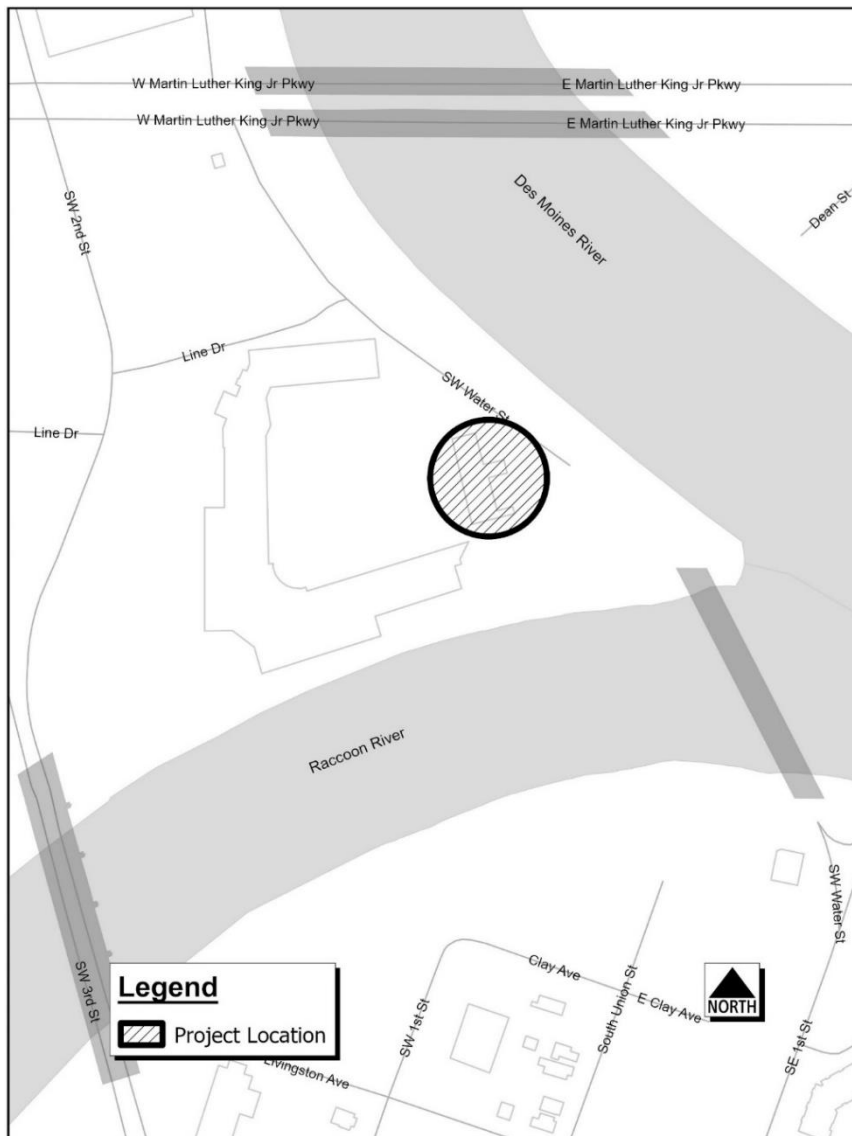 W Martin Luther King Jr Pkwy
E Martin Luther King Jr Pkwy
W Martin Luther King Jr Pkwy
E Martin Luther King Jr Pkwy
SW 2nd St
Des Moines River
Dean St
Line Dr
SW Water St
Line Dr
Raccoon River
SW Water St
Clay Ave
SW 3rd St
Legend
Project Location
E Clay Ave
NORTH
SW 1st St
South Union St
SE 1st St
Livingston Ave